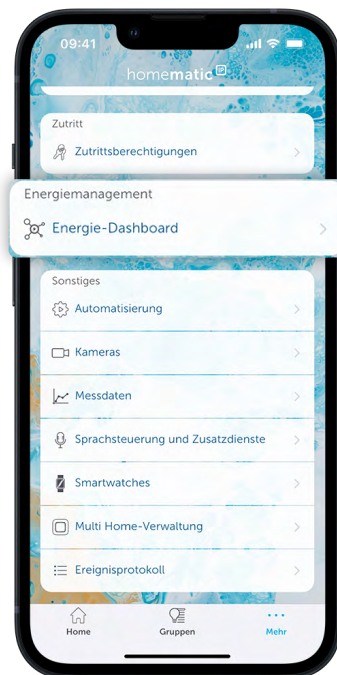 09:41
homematic IP
Zutritt
Zutrittsberechtigungen
Energiemanagement
Energie-Dashboard
Sonstiges
Automatisierung
Kameras
Messdaten
Sprachsteuerung und Zusatzdienste
Smartwatches
Multi Home-Verwaltung
Ereignisprotokoll
Home
Gruppen
Mehr